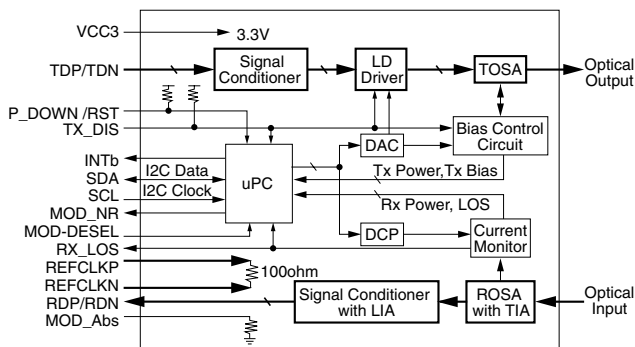 VCC3
3.3V
TDP/TDN
Signal
Conditioner
LD
Driver
TOSA
Optical
Output
P_DOWN /RST
TX_DIS
DAC
Bias Control
Circuit
INTb
SDA
I2C Data
SCL
I2C Clock
uPC
Tx Power,Tx Bias
MOD_NR
Rx Power, LOS
MOD-DESEL
RX_LOS
DCP
Current
Monitor
REFCLKP
100ohm
REFCLKN
RDP/RDN
Signal Conditioner
with LIA
ROSA
with TIA
Optical
Input
MOD_Abs